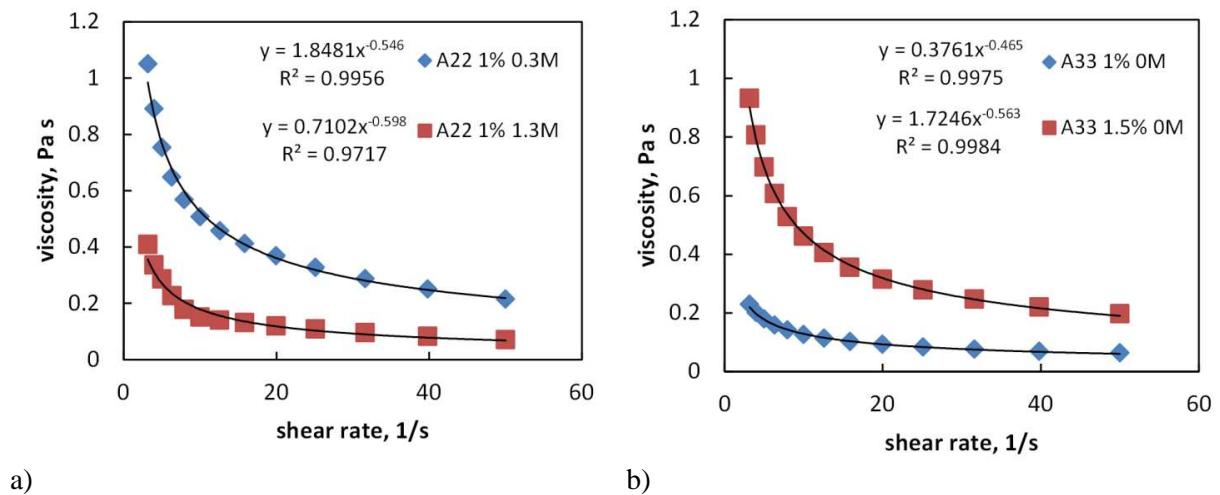 1.2
1
0.8
0.6
0.4
0.2
0
viscosity, Pa s
y = 1.8481x^-0.546
R² = 0.9956
y = 0.7102x^-0.598
R² = 0.9717
A22 1% 0.3M
A22 1% 1.3M
0 20 40 60
shear rate, 1/s
a)
1.2
1
0.8
0.6
0.4
0.2
0
viscosity, Pa s
y = 0.3761x^-0.465
R² = 0.9975
y = 1.7246x^-0.563
R² = 0.9984
A33 1% 0M
A33 1.5% 0M
0 20 40 60
shear rate, 1/s
b)